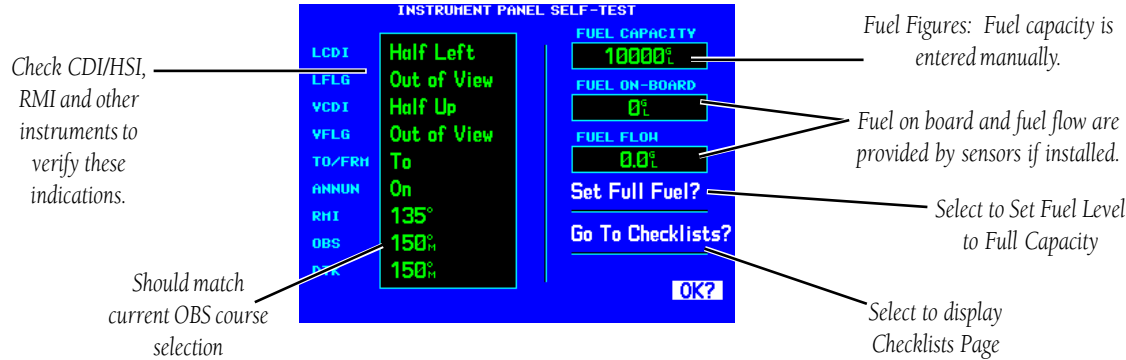 INSTRUMENT PANEL SELF-TEST
LCDI Half Left
LFLG Out of View
VCDI Half Up
VFLG Out of View
TO/FRM To
ANNUN On
RMI 135°
OBS 150°M
DTK 150°M
FUEL CAPACITY
10000GL
FUEL ON-BOARD
0GL
FUEL FLOW
0.0GL
Set Full Fuel?
Go To Checklists?
OK?
Check CDI/HSI,
RMI and other
instruments to
verify these
indications.
Should match
current OBS course
selection
Fuel Figures: Fuel capacity is
entered manually.
Fuel on board and fuel flow are
provided by sensors if installed.
Select to Set Fuel Level
to Full Capacity
Select to display
Checklists Page